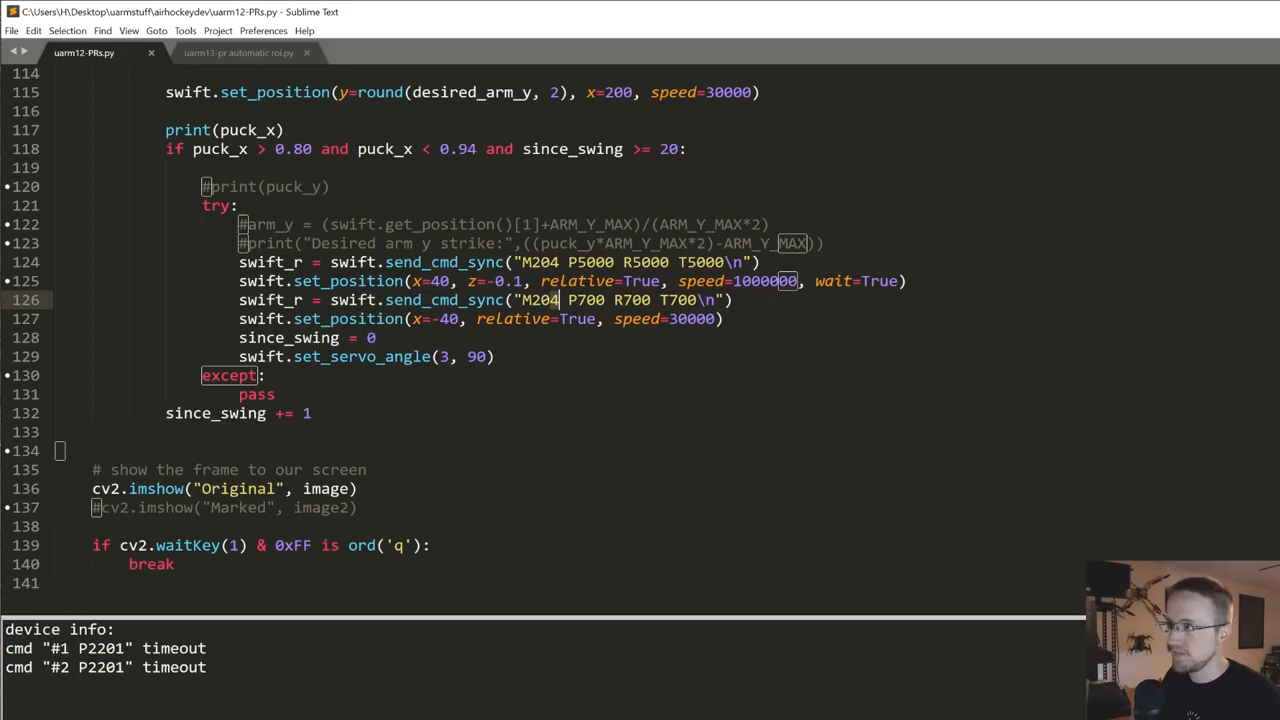 C:\Users\H\Desktop\uarmstuff\airhockeydev\uarm12-PRs.py - Sublime Text
File Edit Selection Find View Goto Tools Project Preferences Help
uarm12-PRs.py × uarm13-pr automatic roi.py ×
114
115 swift.set_position(y=round(desired_arm_y, 2), x=200, speed=30000)
116
117 print(puck_x)
118 if puck_x > 0.80 and puck_x < 0.94 and since_swing >= 20:
119
120 #print(puck_y)
121 try:
122 #arm_y = (swift.get_position()[1]+ARM_Y_MAX)/(ARM_Y_MAX*2)
123 #print("Desired arm y strike:",((puck_y*ARM_Y_MAX*2)-ARM_Y_MAX))
124 swift_r = swift.send_cmd_sync("M204 P5000 R5000 T5000\n")
125 swift.set_position(x=40, z=-0.1, relative=True, speed=1000000, wait=True)
126 swift_r = swift.send_cmd_sync("M204 P700 R700 T700\n")
127 swift.set_position(x=-40, relative=True, speed=30000)
128 since_swing = 0
129 swift.set_servo_angle(3, 90)
130 except:
131 pass
132 since_swing += 1
133
134
135 # show the frame to our screen
136 cv2.imshow("Original", image)
137 #cv2.imshow("Marked", image2)
138
139 if cv2.waitKey(1) & 0xFF is ord('q'):
140 break
141
device info:
cmd "#1 P2201" timeout
cmd "#2 P2201" timeout